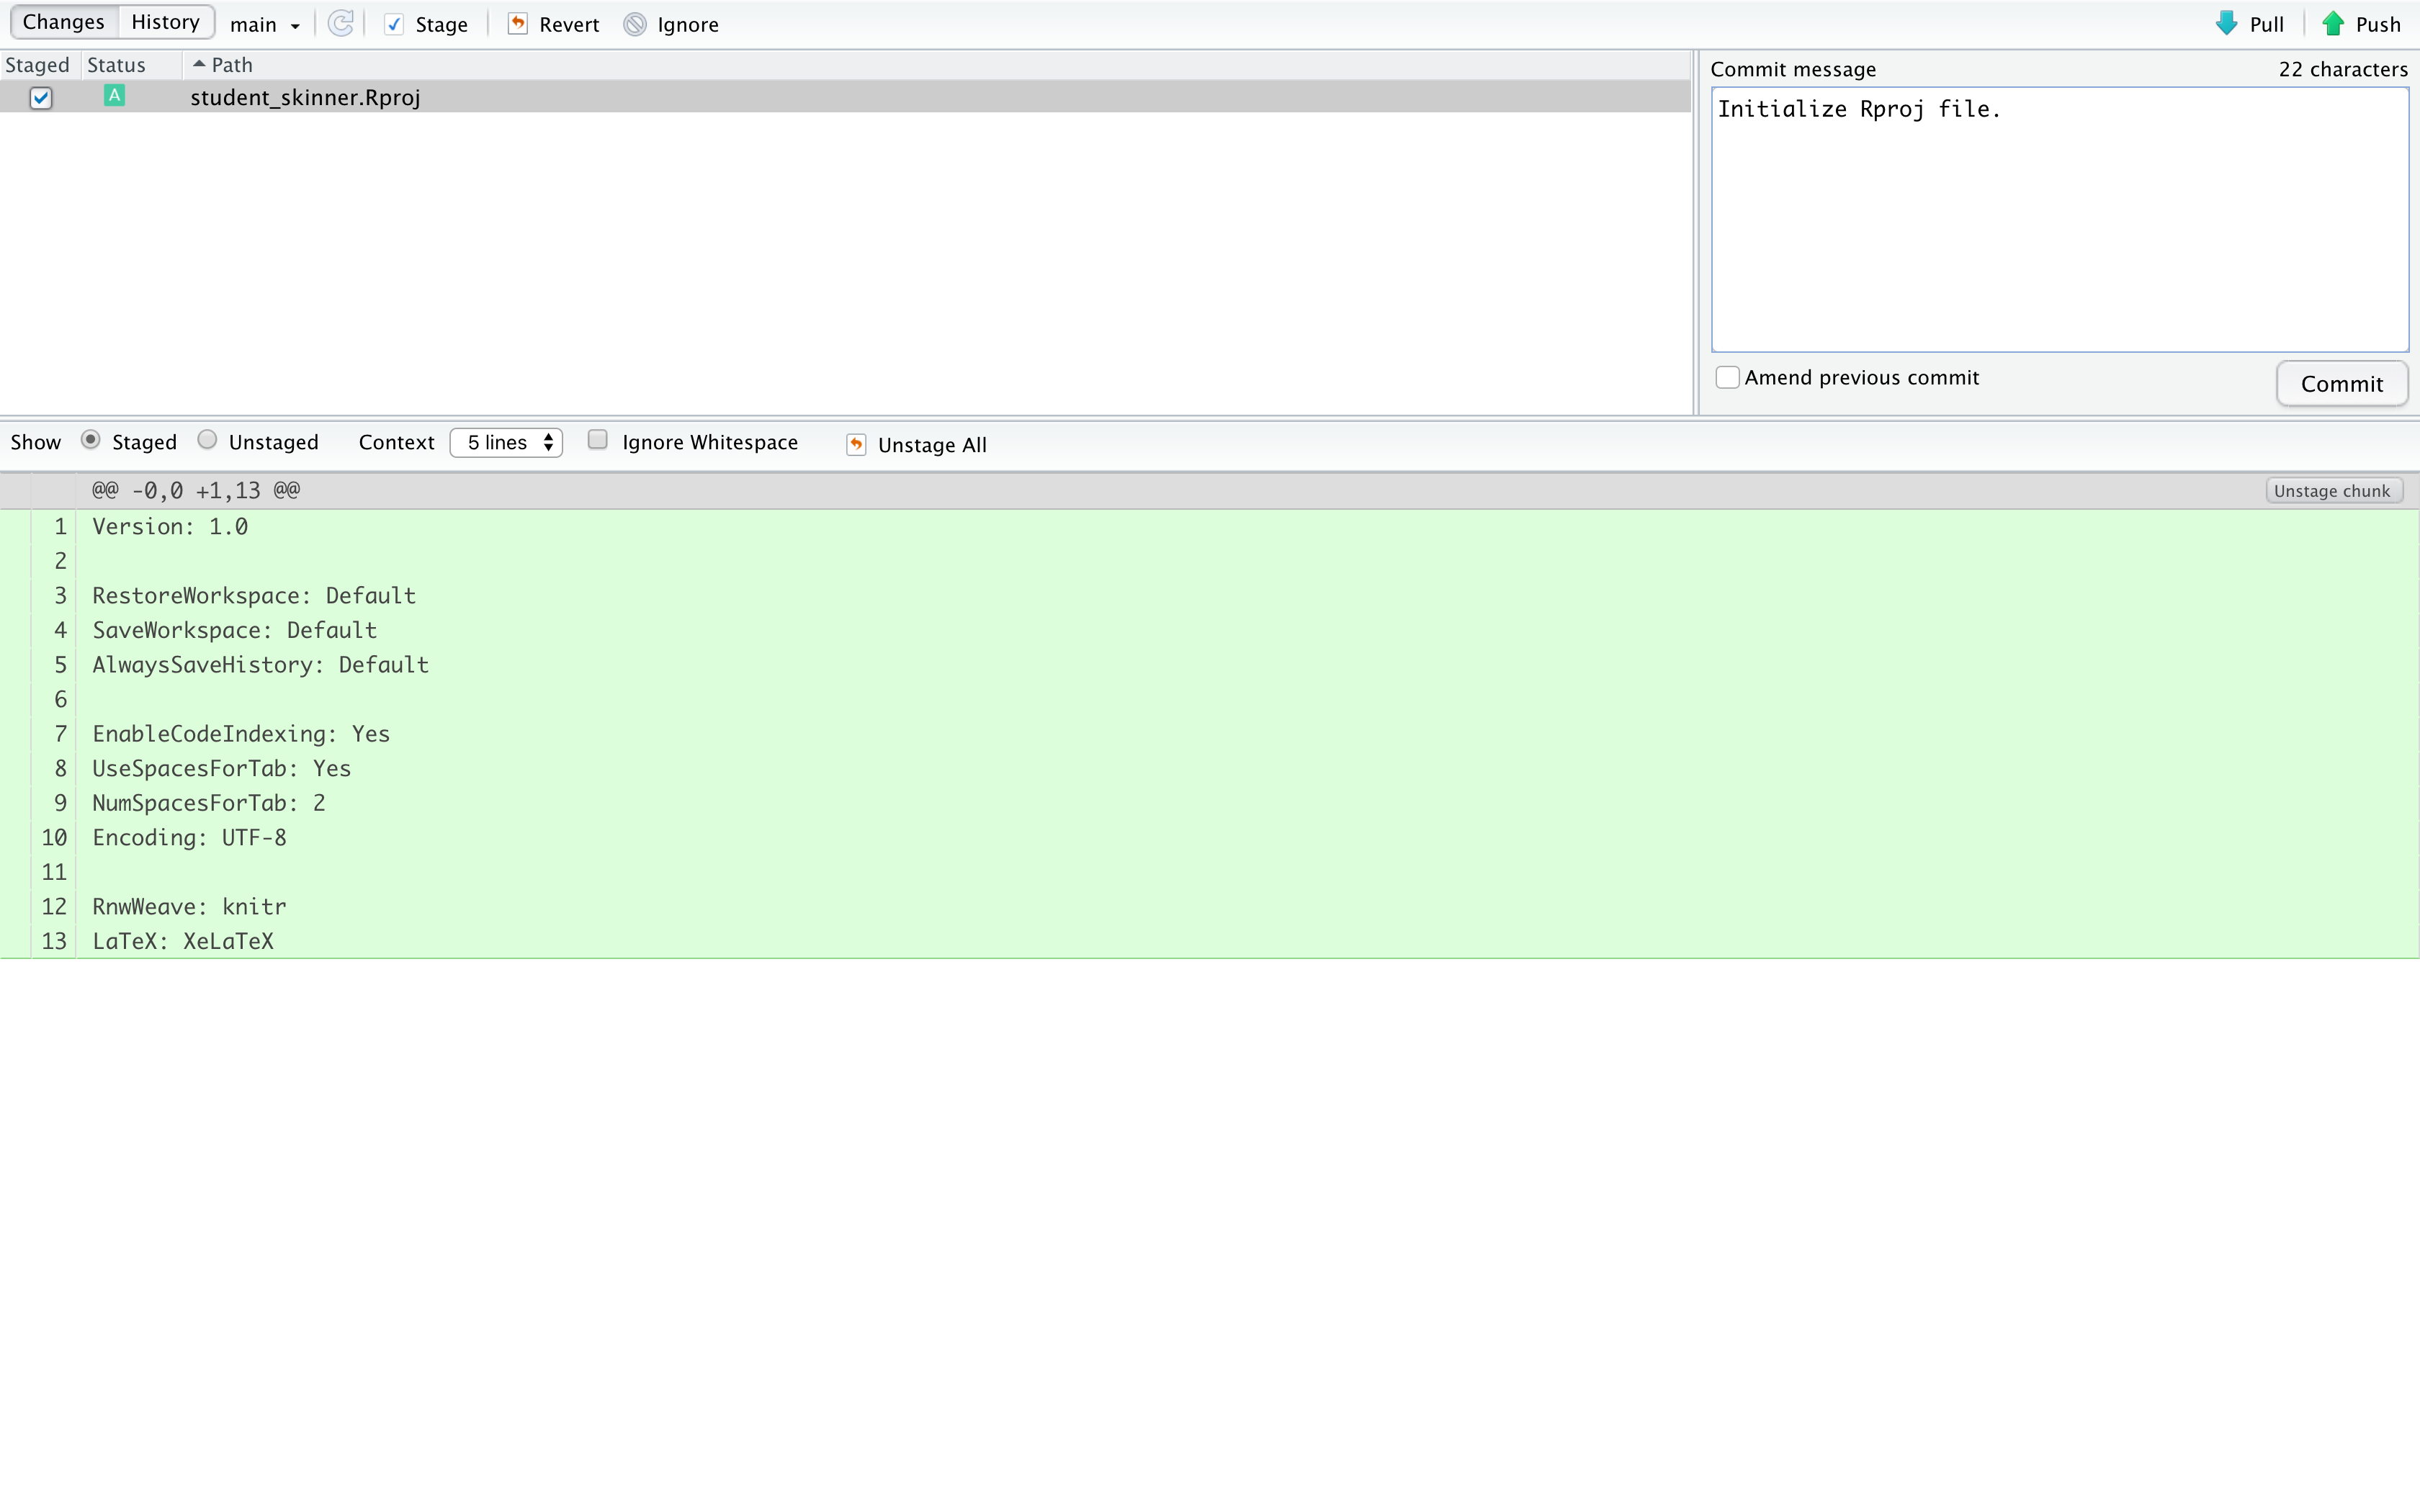 Changes History main Stage Revert Ignore Pull Push
Staged Status Path
A student_skinner.Rproj
Commit message 22 characters
Initialize Rproj file.
Amend previous commit Commit
Show Staged Unstaged Context 5 lines Ignore Whitespace Unstage All
@@ -0,0 +1,13 @@ Unstage chunk
1 Version: 1.0
2
3 RestoreWorkspace: Default
4 SaveWorkspace: Default
5 AlwaysSaveHistory: Default
6
7 EnableCodeIndexing: Yes
8 UseSpacesForTab: Yes
9 NumSpacesForTab: 2
10 Encoding: UTF-8
11
12 RnwWeave: knitr
13 LaTeX: XeLaTeX